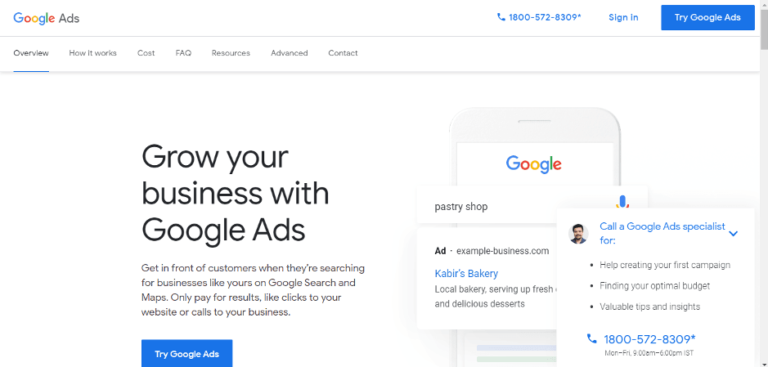 Google Ads
1800-572-8309*
Sign in
Try Google Ads
Overview
How it works
Cost
FAQ
Resources
Advanced
Contact
Grow your
business with
Google Ads
Get in front of customers when they're searching
for businesses like yours on Google Search and
Maps. Only pay for results, like clicks to your
website or calls to your business.
Try Google Ads
Google
pastry shop
Ad · example-business.com
Kabir's Bakery
Local bakery, serving up fresh
and delicious desserts
Call a Google Ads specialist
for:
• Help creating your first campaign
• Finding your optimal budget
• Valuable tips and insights
1800-572-8309*
Mon–Fri, 9:00am–6:00pm IST